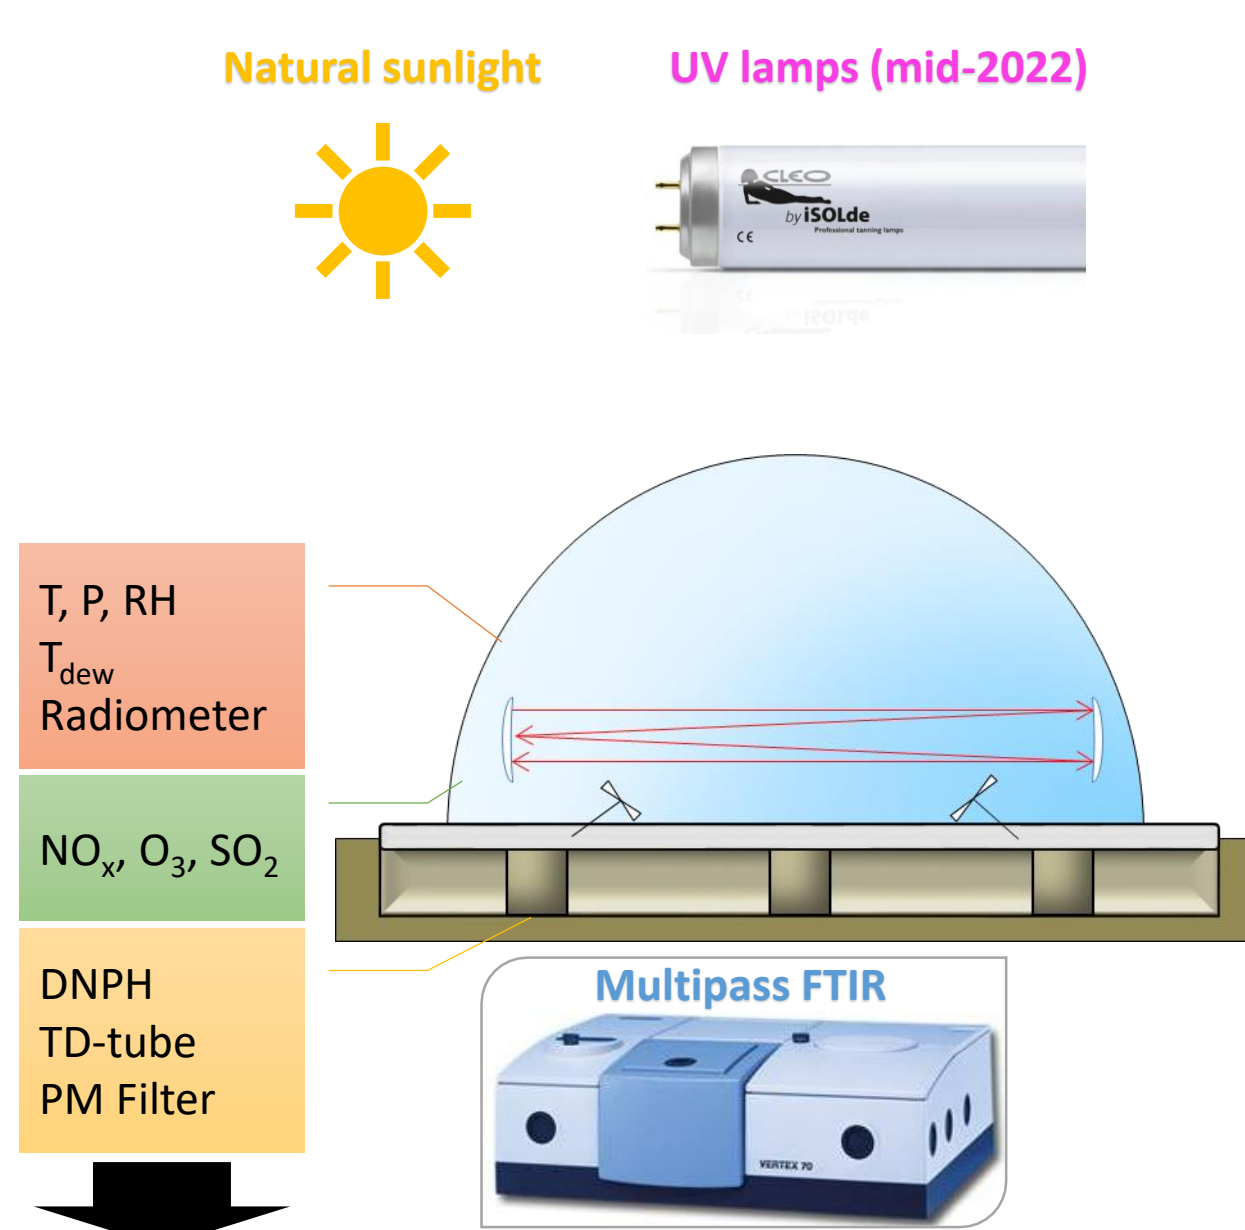 Natural sunlight
UV lamps (mid-2022)
CLEO
by iSOLde
Professional tanning lamps
CE
T, P, RH
Tdew
Radiometer
NOx, O3, SO2
DNPH
TD-tube
PM Filter
Multipass FTIR
VERTEX 70